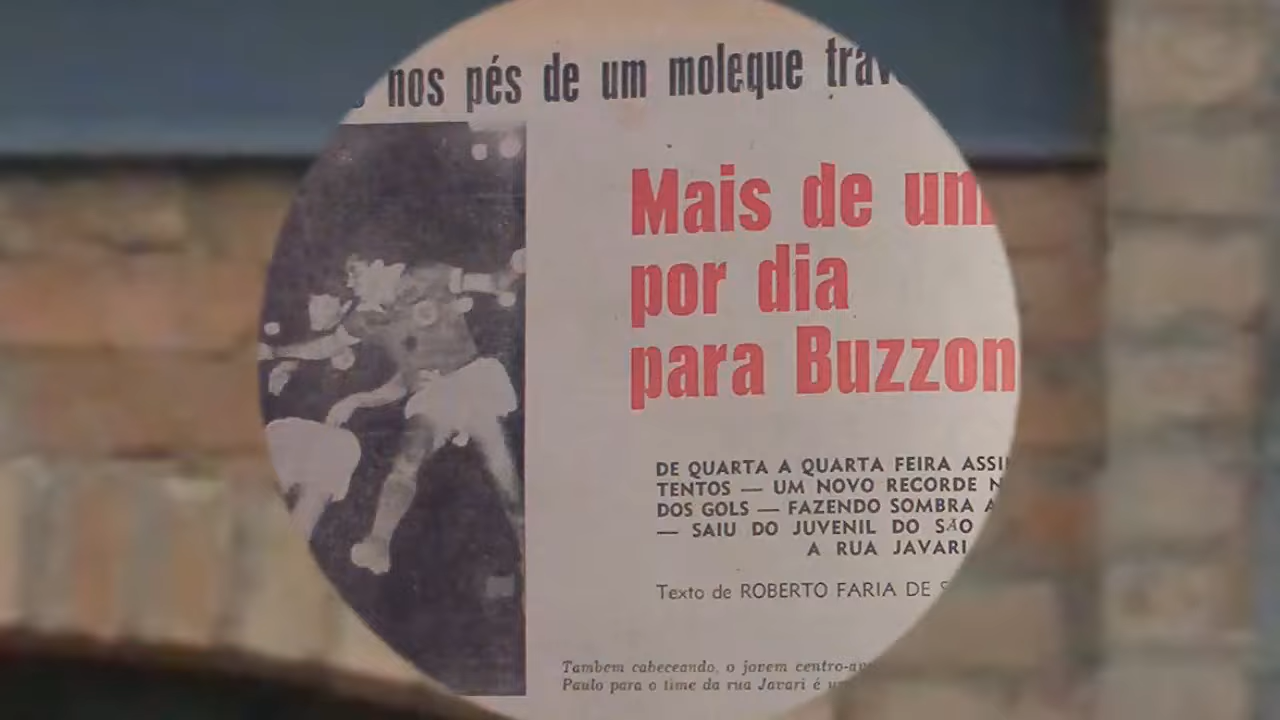 nos pés de um moleque trav
Mais de um
por dia
para Buzzon
DE QUARTA A QUARTA FEIRA ASSI
TENTOS — UM NOVO RECORDE N
DOS GOLS — FAZENDO SOMBRA A
— SAIU DO JUVENIL DO SÃO
A RUA JAVARI
Texto de ROBERTO FARIA DE
Tambem cabeceando, o jovem centro-av
Paulo para o time da rua Javari é